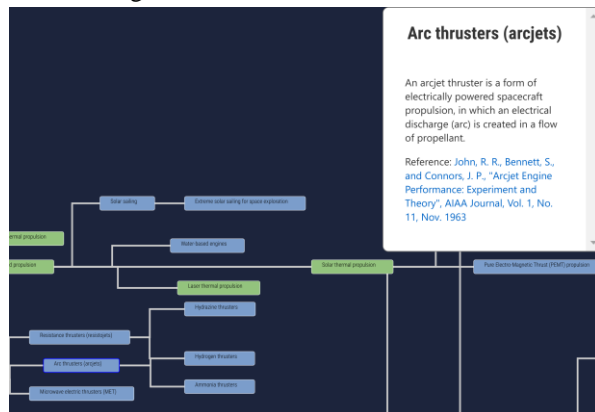 Arc thrusters (arcjets)
An arcjet thruster is a form of
electrically powered spacecraft
propulsion, in which an electrical
discharge (arc) is created in a flow
of propellant.
Reference: John, R. R., Bennett, S.,
and Connors, J. P., "Arcjet Engine
Performance: Experiment and
Theory", AIAA Journal, Vol. 1, No.
11, Nov. 1963
Solar sailing
Extreme solar sailing for space exploration
ermal propulsion
Water based engines
d propulsion
Solar thermal propulsion
Pure Electro Magnetic Thrust (PEMT) propulsion
Laser thermal propulsion
Hydrazine thrusters
Resistance thrusters (resistojets)
Arc thrusters (arcjets)
Hydrogen thrusters
Microwave electric thrusters (MET)
Ammonia thrusters